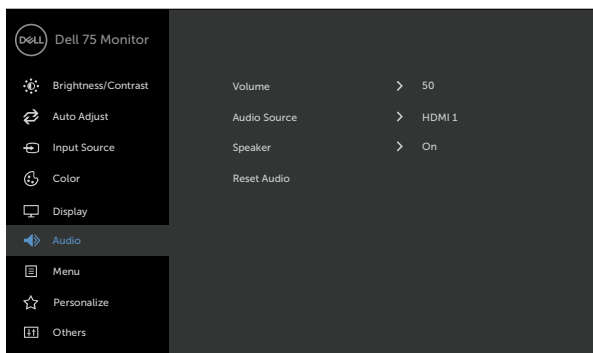 DELL Dell 75 Monitor
Brightness/Contrast
Auto Adjust
Input Source
Color
Display
Audio
Menu
Personalize
Others
Volume 50
Audio Source HDMI 1
Speaker On
Reset Audio